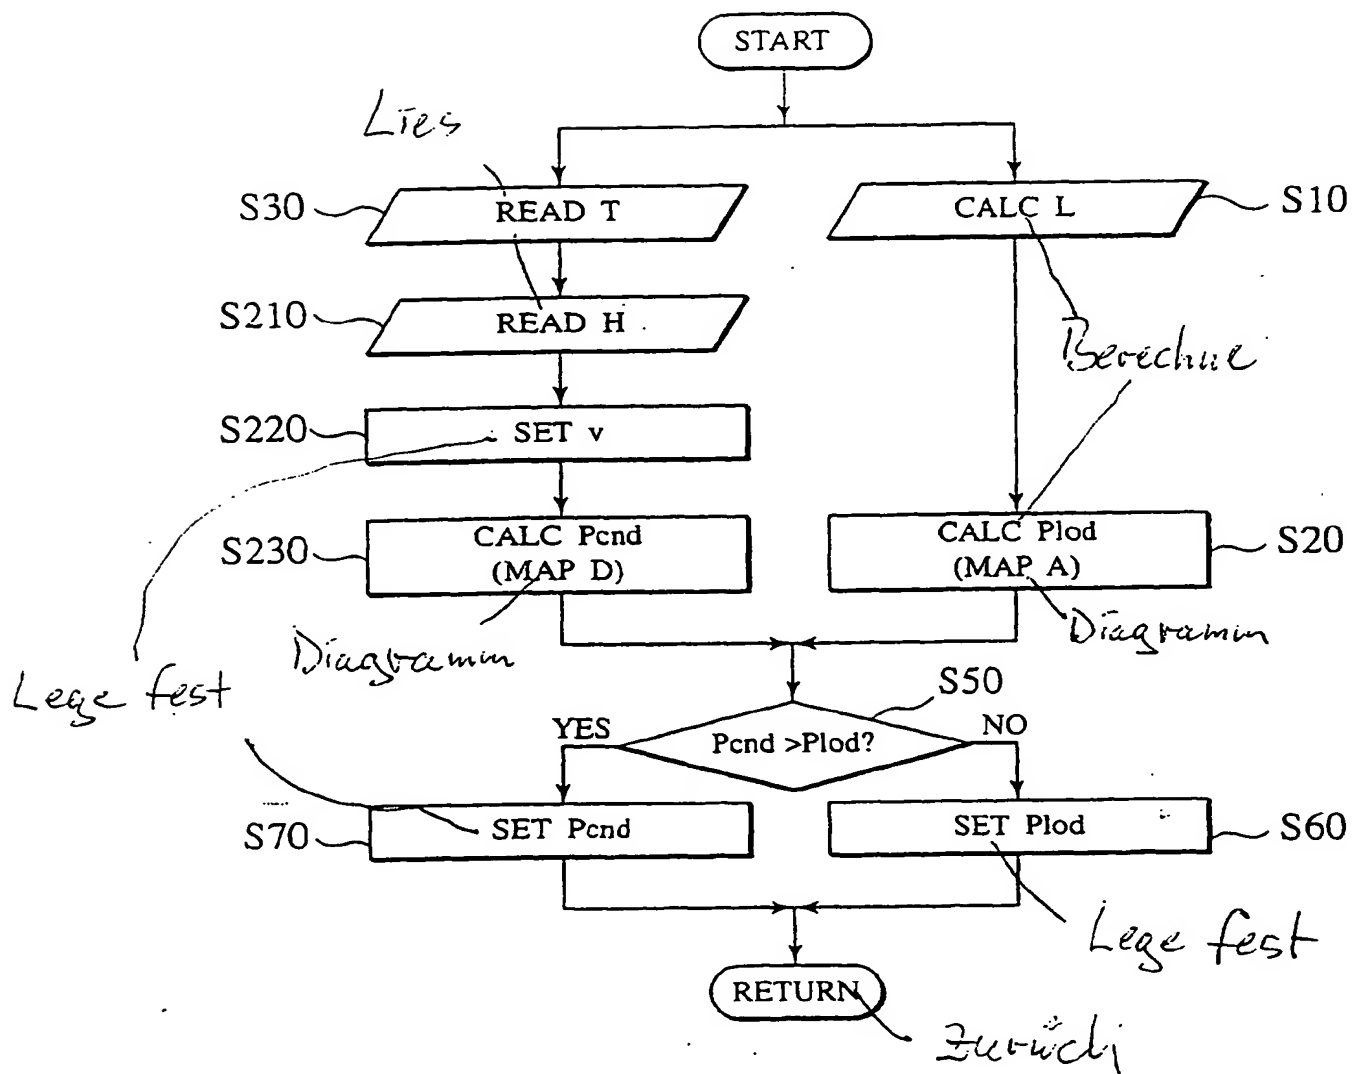 START
Lies
S30
READ T
CALC L
S10
S210
READ H
Berechne
S220
SET v
S230
CALC Pcnd
(MAP D)
CALC Plod
(MAP A)
S20
Diagramm
Diagramm
Lege fest
S50
YES
Pcnd >Plod?
NO
S70
SET Pcnd
SET Plod
S60
Lege fest
RETURN
Zurück